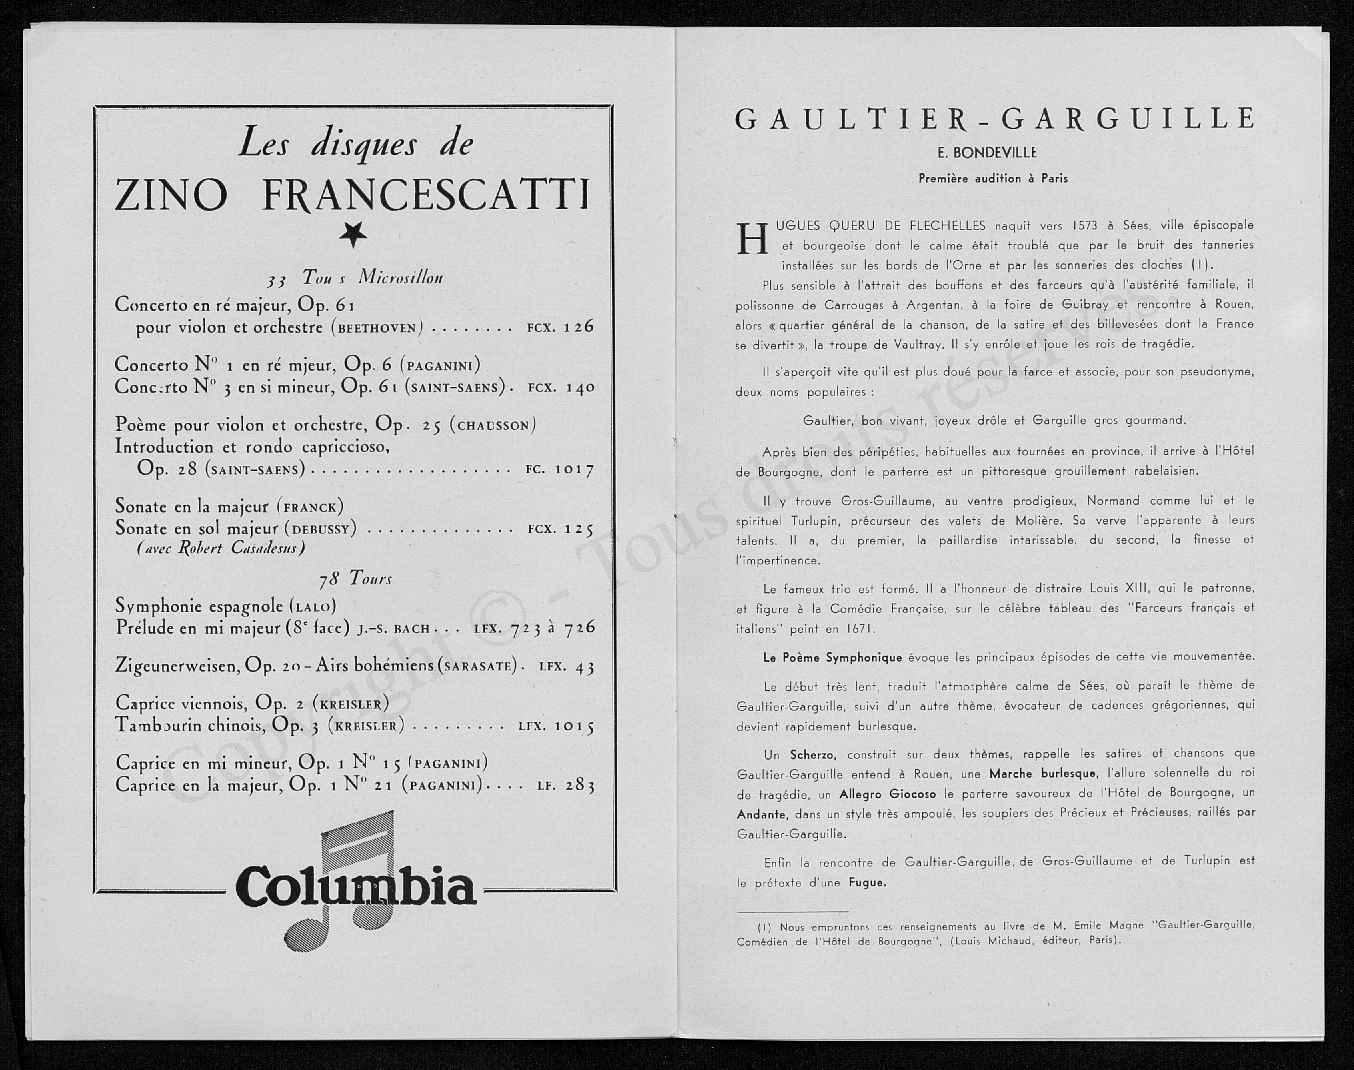 Les disques de
ZINO FRANCESCATTI
33 Tou s Microsillon
Concerto en ré majeur, Op. 61
pour violon et orchestre (BEETHOVEN) . . . . . . . . FCX. 126
Concerto Nº 1 en ré mjeur, Op. 6 (PAGANINI)
Concerto Nº 3 en si mineur, Op. 61 (SAINT-SAENS) . FCX. 140
Poème pour violon et orchestre, Op. 25 (CHAUSSON)
Introduction et rondo capriccioso,
Op. 28 (SAINT-SAENS) . . . . . . . . . . . . . . . . . . . FC. 1017
Sonate en la majeur (FRANCK)
Sonate en sol majeur (DEBUSSY) . . . . . . . . . . . . . . FCX. 125
(avec Robert Casadesus)
78 Tours
Symphonie espagnole (LALO)
Prélude en mi majeur (8e face) J.-S. BACH . . . LFX. 723 à 726
Zigeunerweisen, Op. 20 - Airs bohémiens (SARASATE) . LFX. 43
Caprice viennois, Op. 2 (KREISLER)
Tambourin chinois, Op. 3 (KREISLER) . . . . . . . . . LFX. 1015
Caprice en mi mineur, Op. 1 Nº 15 (PAGANINI)
Caprice en la majeur, Op. 1 Nº 21 (PAGANINI) . . . . LF. 283
Columbia
GAULTIER-GARGUILLE
E. BONDEVILLE
Première audition à Paris
HUGUES QUERU DE FLECHELLES naquit vers 1573 à Sées, ville épiscopale
et bourgeoise dont le calme était troublé que par le bruit des tanneries
installées sur les bords de l'Orne et par les sonneries des cloches (1).
Plus sensible à l'attrait des bouffons et des farceurs qu'à l'austérité familiale, il
polissonne de Carrouges à Argentan, à la foire de Guibray et rencontre à Rouen,
alors « quartier général de la chanson, de la satire et des billevesées dont la France
se divertit », la troupe de Vaultray. Il s'y enrôle et joue les rois de tragédie.
Il s'aperçoit vite qu'il est plus doué pour la farce et associe, pour son pseudonyme,
deux noms populaires :
Gaultier, bon vivant, joyeux drôle et Garguille gros gourmand.
Après bien des péripéties, habituelles aux tournées en province, il arrive à l'Hôtel
de Bourgogne, dont le parterre est un pittoresque grouillement rabelaisien.
Il y trouve Gros-Guillaume, au ventre prodigieux, Normand comme lui et le
spirituel Turlupin, précurseur des valets de Molière. Sa verve l'apparente à leurs
talents. Il a, du premier, la paillardise intarissable, du second, la finesse et
l'impertinence.
Le fameux trio est formé. Il a l'honneur de distraire Louis XIII, qui le patronne,
et figure à la Comédie Française, sur le célèbre tableau des "Farceurs français et
italiens" peint en 1671.
Le Poème Symphonique évoque les principaux épisodes de cette vie mouvementée.
Le début très lent, traduit l'atmosphère calme de Sées, où paraît le thème de
Gaultier-Garguille, suivi d'un autre thème, évocateur de cadences grégoriennes, qui
devient rapidement burlesque.
Un Scherzo, construit sur deux thèmes, rappelle les satires et chansons que
Gaultier-Garguille entend à Rouen, une Marche burlesque, l'allure solennelle du roi
de tragédie, un Allegro Giocoso le parterre savoureux de l'Hôtel de Bourgogne, un
Andante, dans un style très ampoulé, les soupiers des Précieux et Précieuses, raillés par
Gaultier-Garguille.
Enfin la rencontre de Gaultier-Garguille, de Gros-Guillaume et de Turlupin est
le prétexte d'une Fugue.
(1) Nous empruntons ces renseignements au livre de M. Emile Magne "Gaultier-Garguille,
Comédien de l'Hôtel de Bourgogne", (Louis Michaud, éditeur, Paris).
Copyright © - Tous droits réservés